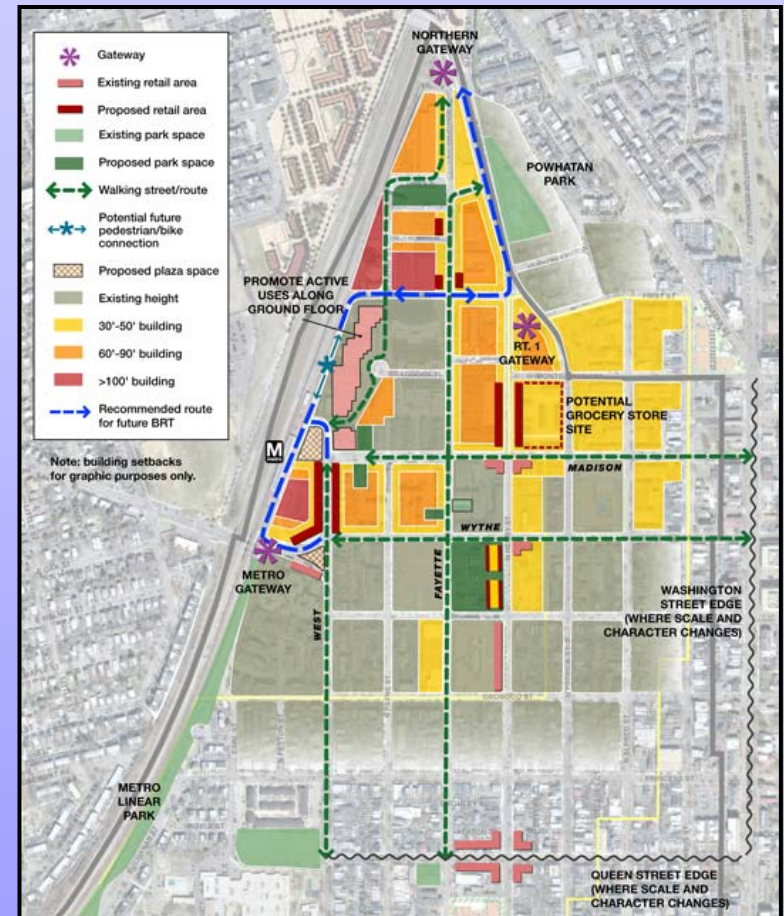 Gateway
Existing retail area
Proposed retail area
Existing park space
Proposed park space
Walking street/route
Potential future
pedestrian/bike
connection
Proposed plaza space
Existing height
30'-50' building
60'-90' building
>100' building
Recommended route
for future BRT
Note: building setbacks
for graphic purposes only.
NORTHERN
GATEWAY
POWHATAN
PARK
PROMOTE ACTIVE
USES ALONG
GROUND FLOOR
RT. 1
GATEWAY
POTENTIAL
GROCERY STORE
SITE
M
MADISON
WYTHE
METRO
GATEWAY
WEST
FAYETTE
WASHINGTON
STREET EDGE
(WHERE SCALE AND
CHARACTER CHANGES)
METRO
LINEAR
PARK
QUEEN STREET EDGE
(WHERE SCALE AND
CHARACTER CHANGES)